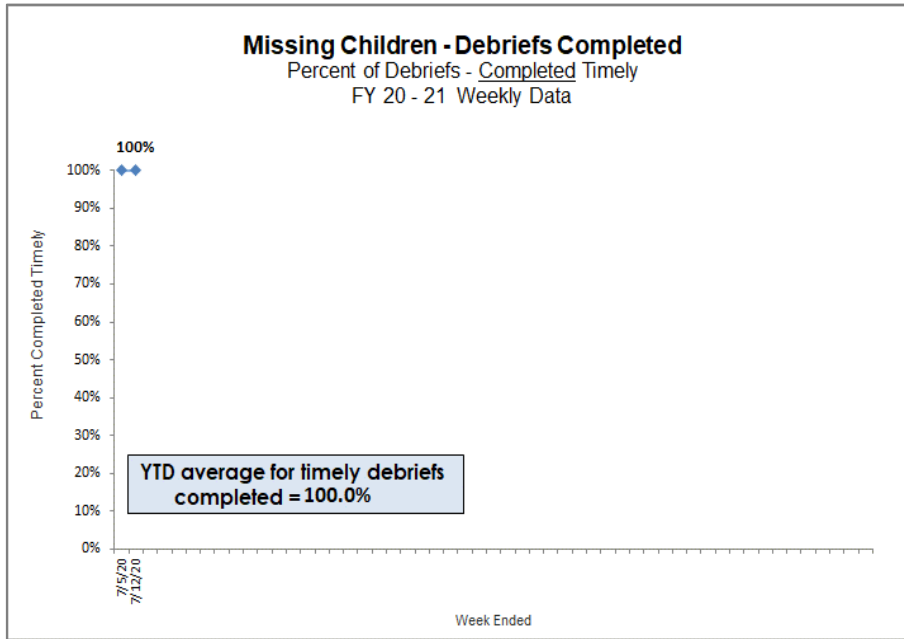 Missing Children - Debriefs Completed
Percent of Debriefs - Completed Timely
FY 20 - 21 Weekly Data
100%
100%
90%
80%
70%
60%
50%
40%
30%
20%
10%
0%
Percent Completed Timely
YTD average for timely debriefs
completed = 100.0%
7/5/20
7/12/20
Week Ended